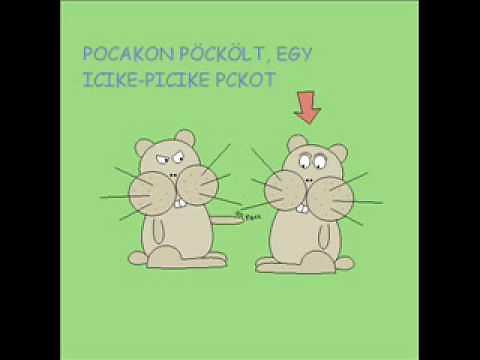 POCAKON PÖCKÖLT, EGY
ICIKE-PICIKE PCKOT